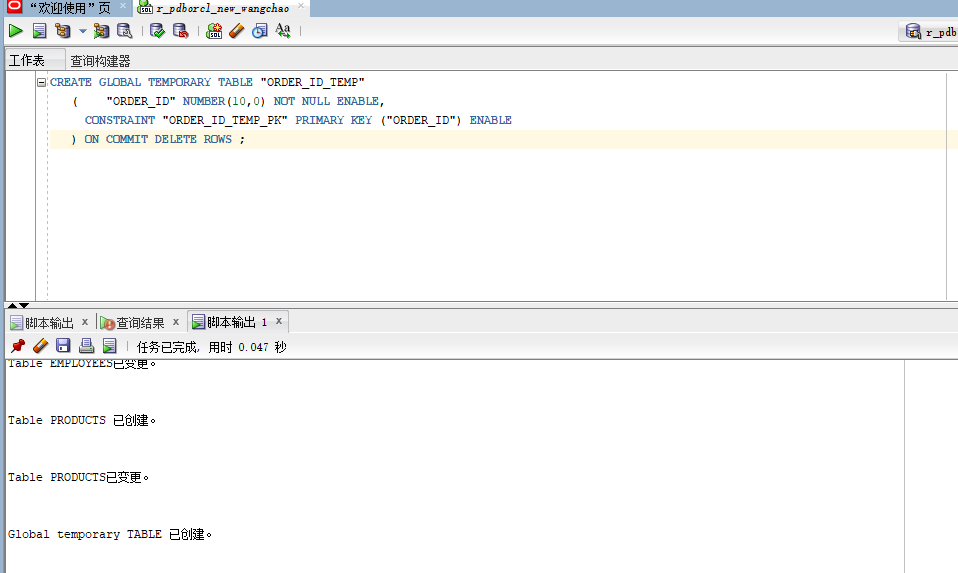 “欢迎使用”页
r_pdborcl_new_wangchao
r_pdb
工作表
查询构建器
CREATE GLOBAL TEMPORARY TABLE "ORDER_ID_TEMP"
( "ORDER_ID" NUMBER(10,0) NOT NULL ENABLE,
CONSTRAINT "ORDER_ID_TEMP_PK" PRIMARY KEY ("ORDER_ID") ENABLE
) ON COMMIT DELETE ROWS ;
脚本输出 x
查询结果 x
脚本输出 1 x
任务已完成, 用时 0.047 秒
Table EMPLOYEES已变更。
Table PRODUCTS 已创建。
Table PRODUCTS已变更。
Global temporary TABLE 已创建。